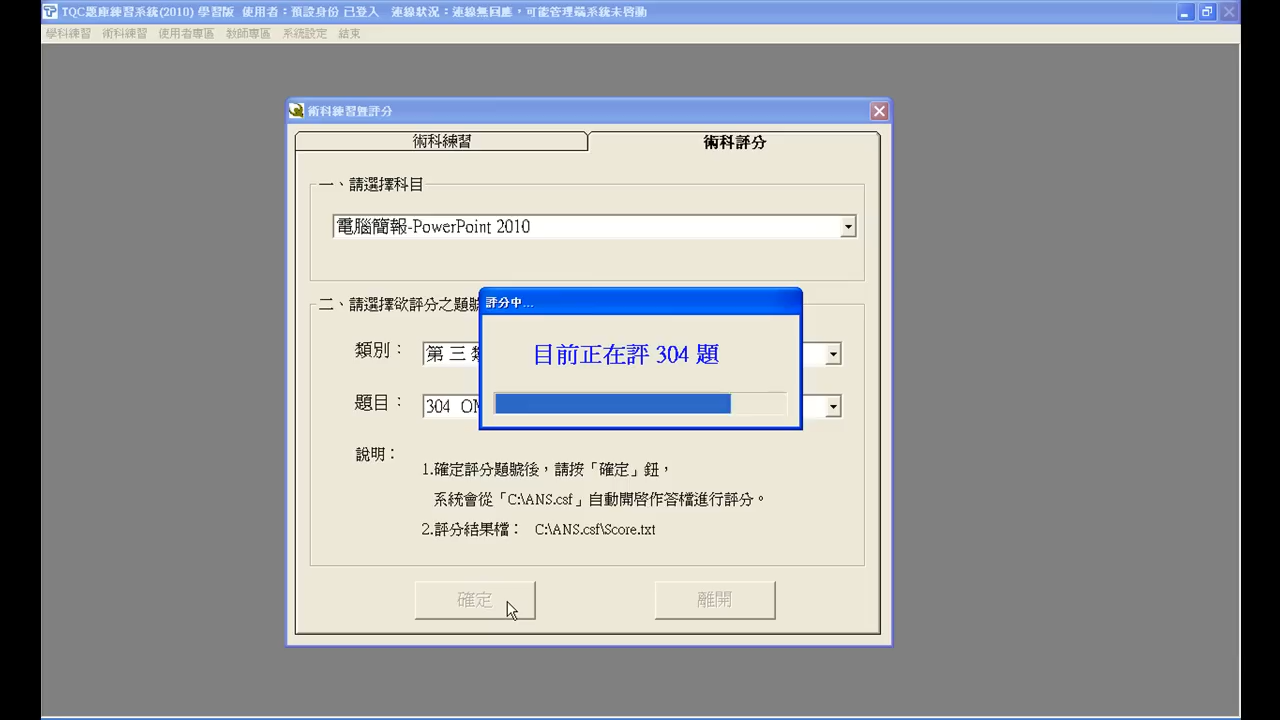 TQC題庫練習系統(2010) 學習版 使用者：預設身份 已登入 連線狀況：連線無回應，可能管理端系統未啓動
學科練習 術科練習 使用者專區 教師專區 系統設定 結束
術科練習暨評分
術科練習 術科評分
一、請選擇科目
電腦簡報-PowerPoint 2010
二、請選擇欲評分之題號
評分中...
目前正在評 304 題
類別： 第 三
題目： 304
說明：
1.確定評分題號後，請按「確定」鈕，
系統會從「C:\ANS.csf」自動開啓作答檔進行評分。
2.評分結果檔： C:\ANS.csf\Score.txt
確定 離開